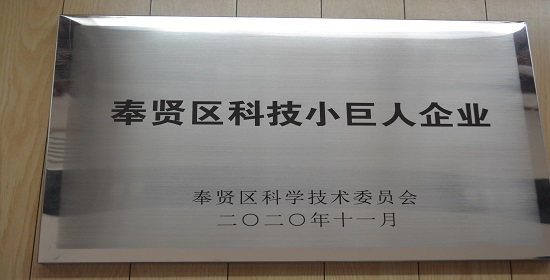 奉贤区科技小巨人企业
奉贤区科学技术委员会
二〇二〇年十一月